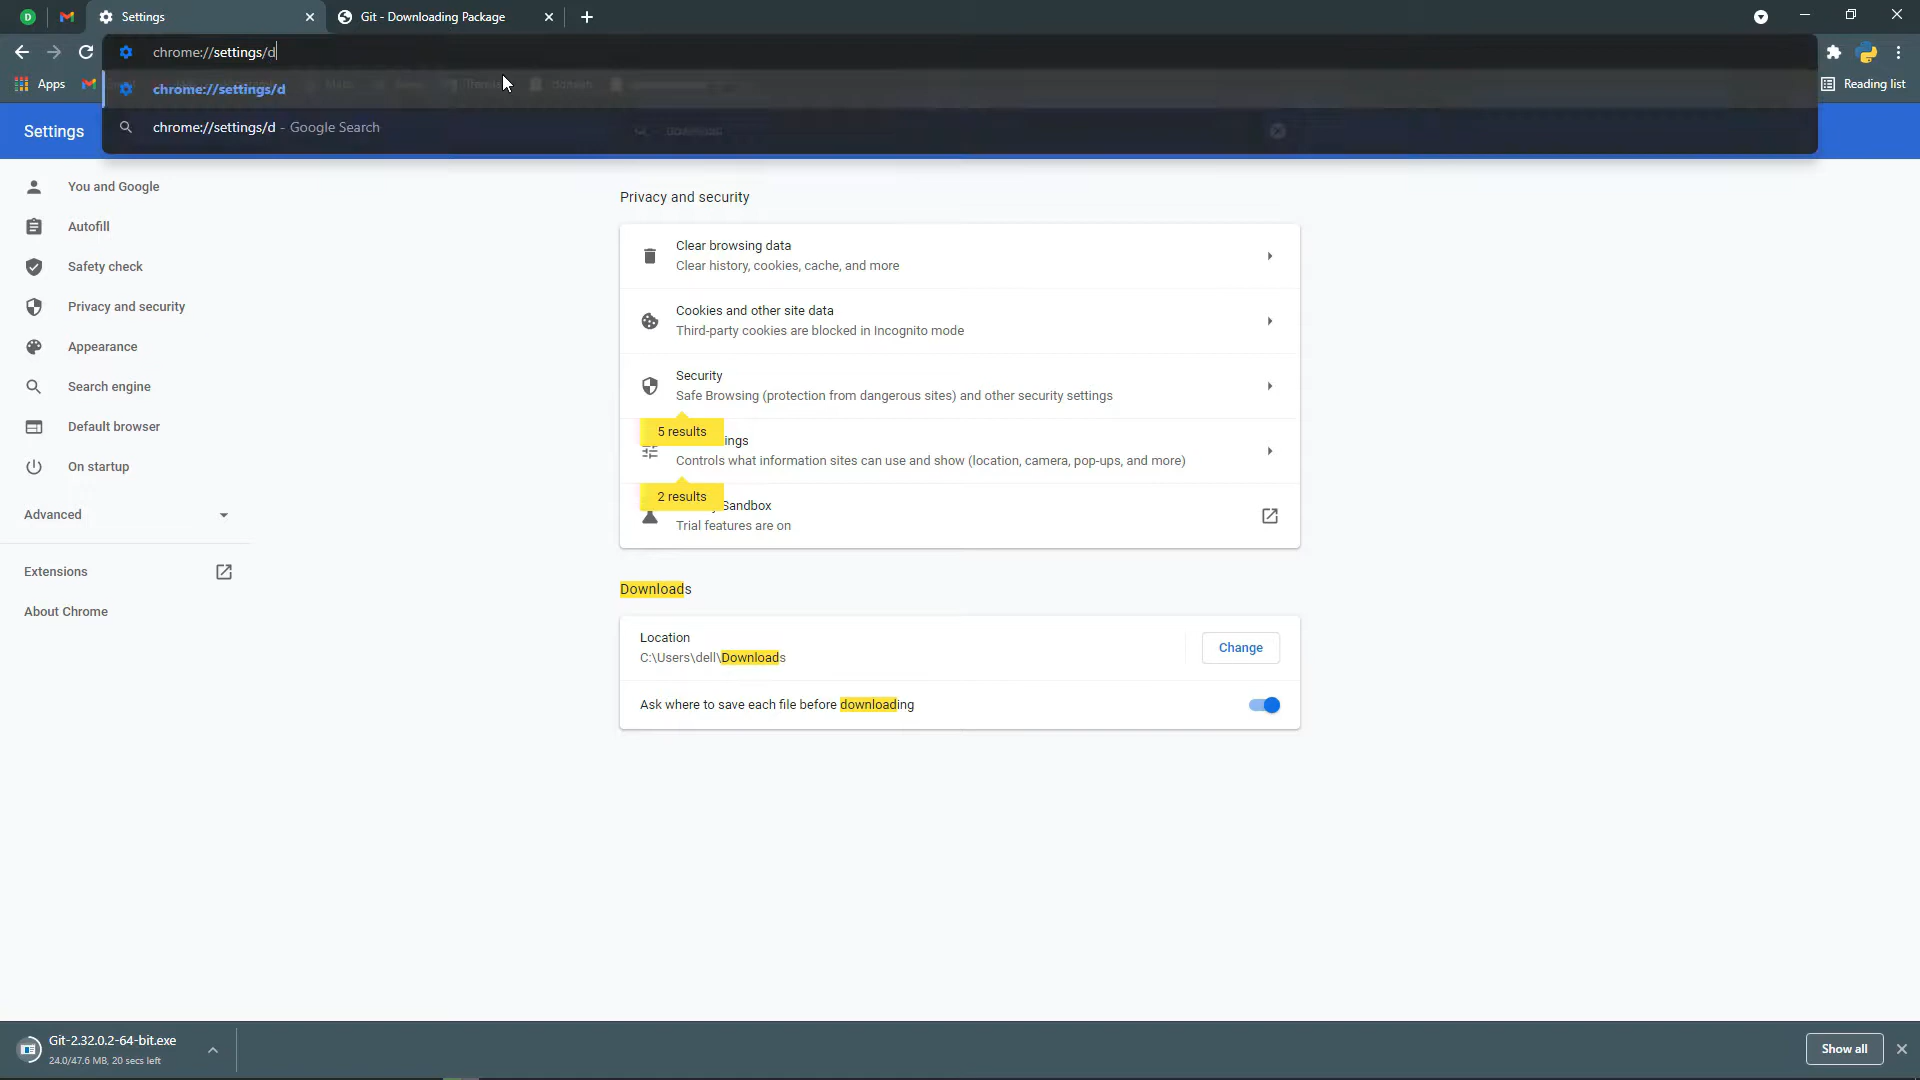 Settings
Git - Downloading Package
chrome://settings/d
Apps
chrome://settings/d
Reading list
chrome://settings/d - Google Search
Settings
You and Google
Autofill
Safety check
Privacy and security
Appearance
Search engine
Default browser
On startup
Advanced
Extensions
About Chrome
Privacy and security
Clear browsing data
Clear history, cookies, cache, and more
Cookies and other site data
Third-party cookies are blocked in Incognito mode
Security
Safe Browsing (protection from dangerous sites) and other security settings
5 results
ings
Controls what information sites can use and show (location, camera, pop-ups, and more)
2 results
Sandbox
Trial features are on
Downloads
Location
C:\Users\dell\Downloads
Change
Ask where to save each file before downloading
Git-2.32.0.2-64-bit.exe
24.0/47.6 MB, 20 secs left
Show all